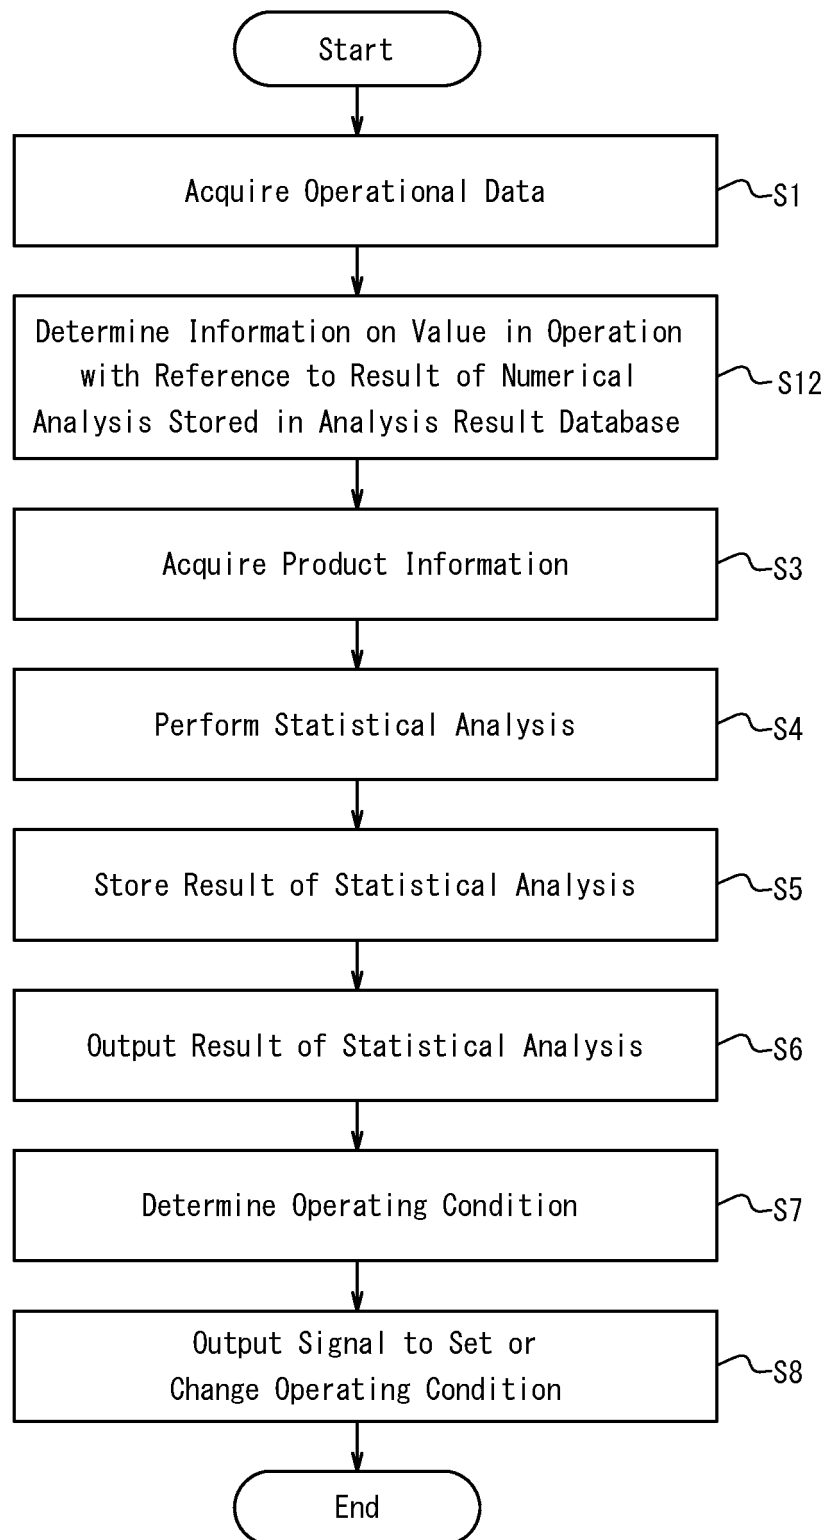 Start
Acquire Operational Data
S1
Determine Information on Value in Operation
with Reference to Result of Numerical
Analysis Stored in Analysis Result Database
S12
Acquire Product Information
S3
Perform Statistical Analysis
S4
Store Result of Statistical Analysis
S5
Output Result of Statistical Analysis
S6
Determine Operating Condition
S7
Output Signal to Set or
Change Operating Condition
S8
End